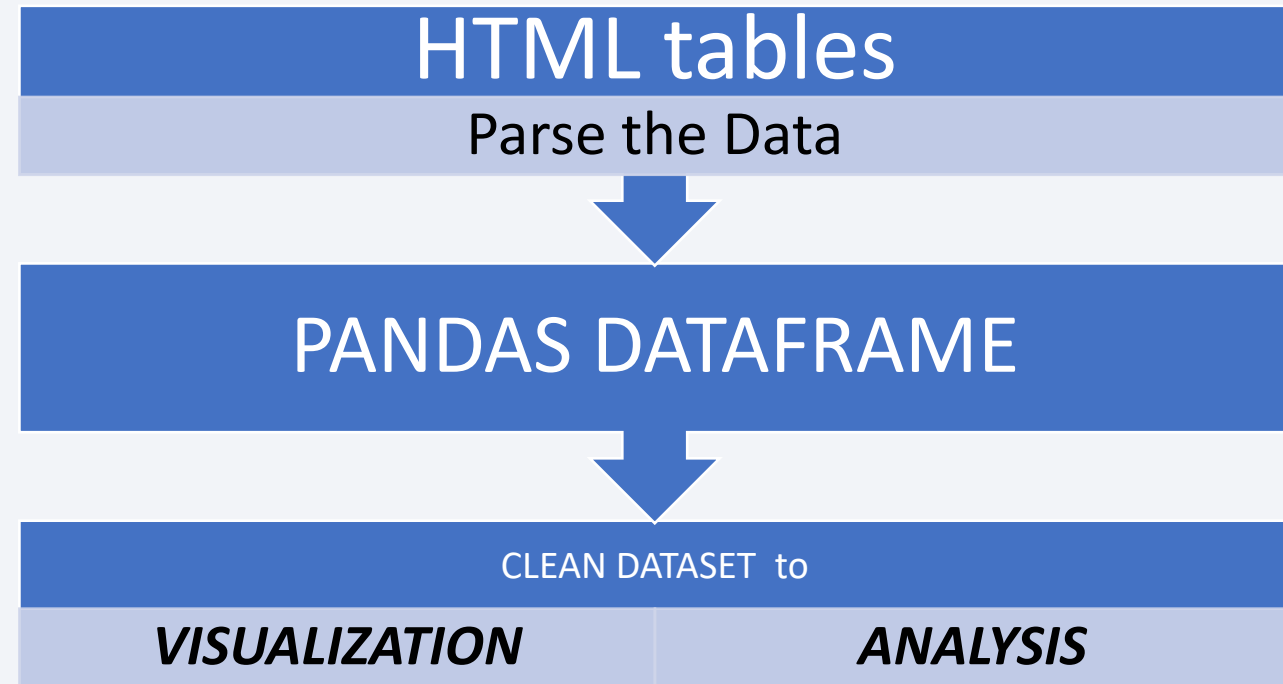 HTML tables
Parse the Data
PANDAS DATAFRAME
CLEAN DATASET to
VISUALIZATION
ANALYSIS